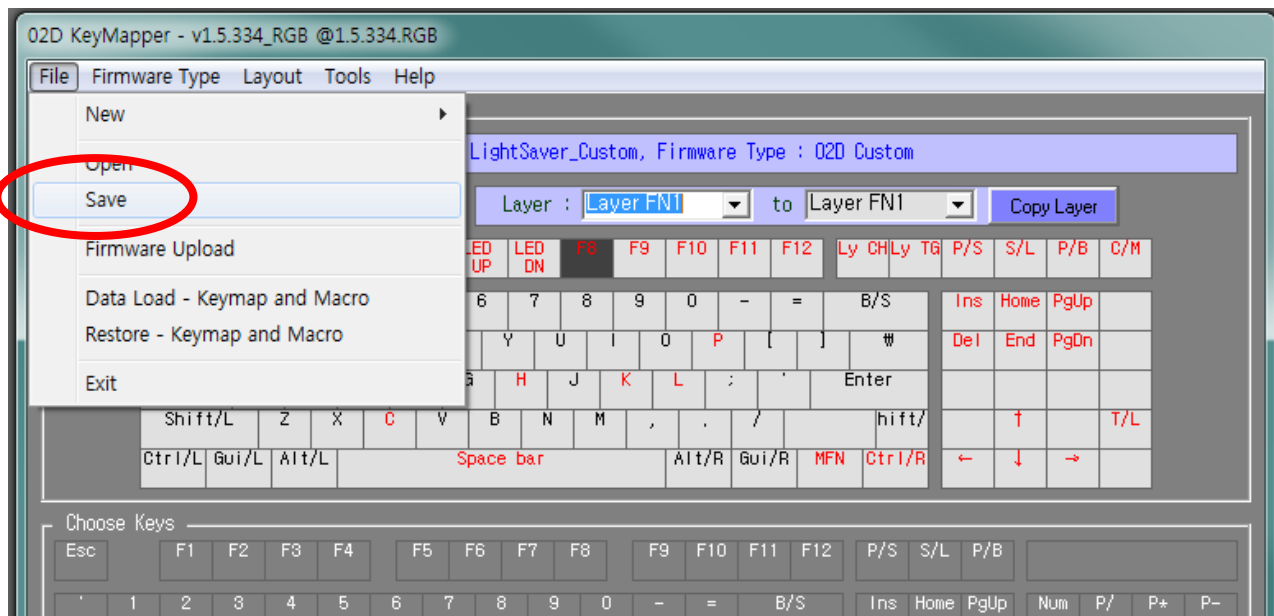 02D KeyMapper - v1.5.334_RGB @1.5.334.RGB
File Firmware Type Layout Tools Help
New
Open
Save
Firmware Upload
Data Load - Keymap and Macro
Restore - Keymap and Macro
Exit
LightSaver_Custom, Firmware Type : 02D Custom
Layer : Layer FN1 to Layer FN1 Copy Layer
LED UP LED DN F8 F9 F10 F11 F12 Ly CH Ly TG P/S S/L P/B C/M
6 7 8 9 0 - = B/S Ins Home PgUp
Y U I O P [ ] ₩ Del End PgDn
G H J K L ; ' Enter
Shift/L Z X C V B N M , . / hift/ ↑ T/L
Ctrl/L Gui/L Alt/L Space bar Alt/R Gui/R MFN Ctrl/R ← ↓ →
Choose Keys
Esc F1 F2 F3 F4 F5 F6 F7 F8 F9 F10 F11 F12 P/S S/L P/B
` 1 2 3 4 5 6 7 8 9 0 - = B/S Ins Home PgUp Num P/ P* P-